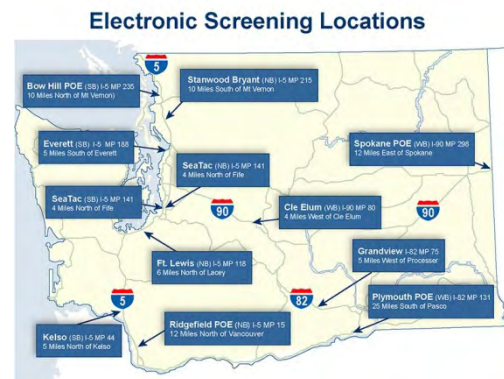 Electronic Screening Locations
5
Bow Hill POE (SB) I-5 MP 235
10 Miles North of Mt Vernon)
Stanwood Bryant (NB) I-5 MP 215
10 Miles South of Mt Vernon
Everett (SB) I-5 MP 188
5 Miles South of Everett
Spokane POE (WB) I-90 MP 296
12 Miles East of Spokane
SeaTac (NB) I-5 MP 141
4 Miles North of Fife
SeaTac (SB) I-5 MP 141
4 Miles North of Fife
90
Cle Elum (WB) I-90 MP 80
4 Miles West of Cle Elum
90
Ft. Lewis (NB) I-5 MP 118
6 Miles North of Lacey
Grandview I-82 MP 75
5 Miles West of Processer
5
82
Plymouth POE (WB) I-82 MP 131
25 Miles South of Pasco
Kelso (SB) I-5 MP 44
5 Miles North of Kelso
Ridgefield POE (NB) I-5 MP 15
12 Miles North of Vancouver